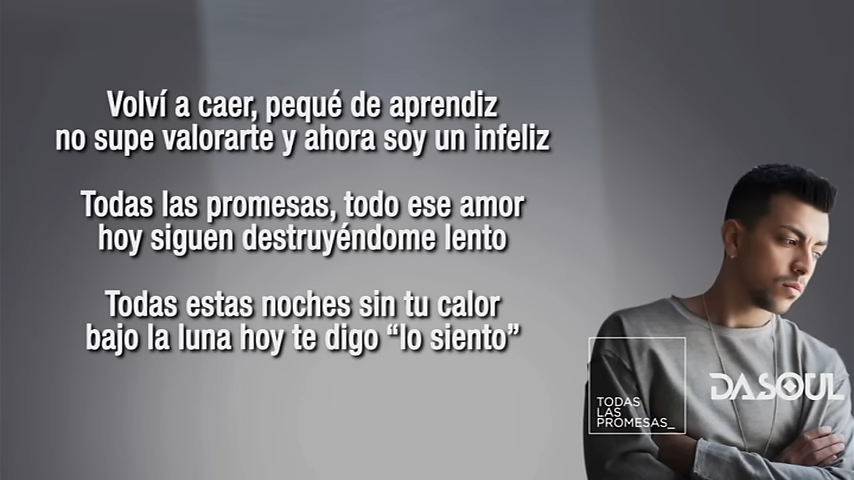 Volví a caer, pequé de aprendiz
no supe valorarte y ahora soy un infeliz
Todas las promesas, todo ese amor
hoy siguen destruyéndome lento
Todas estas noches sin tu calor
bajo la luna hoy te digo “lo siento”
TODAS
LAS
PROMESAS_
DASOUL